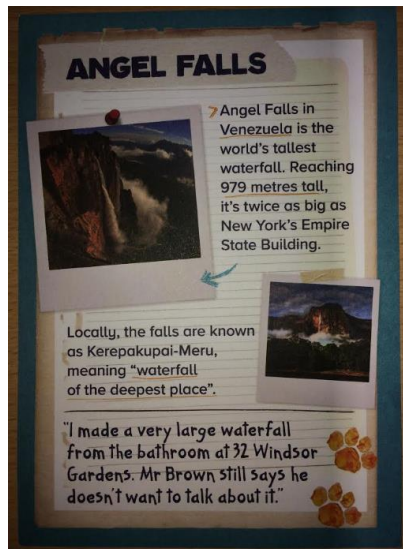 ANGEL FALLS
Angel Falls in
Venezuela is the
world's tallest
waterfall. Reaching
979 metres tall,
it's twice as big as
New York's Empire
State Building.
Locally, the falls are known
as Kerepakupai-Meru,
meaning “waterfall
of the deepest place”.
"I made a very large waterfall
from the bathroom at 32 Windsor
Gardens. Mr Brown still says he
doesn't want to talk about it."